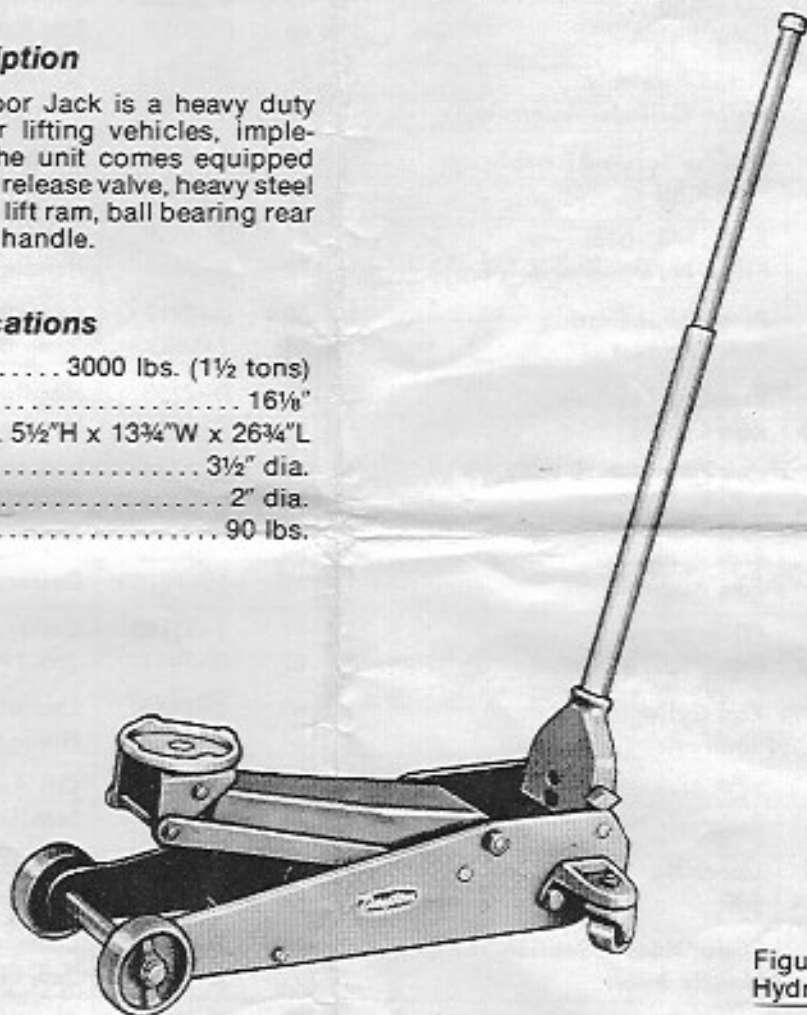 iption
oor Jack is a heavy duty
r lifting vehicles, imple-
he unit comes equipped
release valve, heavy steel
lift ram, ball bearing rear
handle.
cations
..... 3000 lbs. (1½ tons)
.................... 16⅛"
. 5½"H x 13¾"W x 26¾"L
................. 3½" dia.
................... 2" dia.
................. 90 lbs.
Figu
Hydr